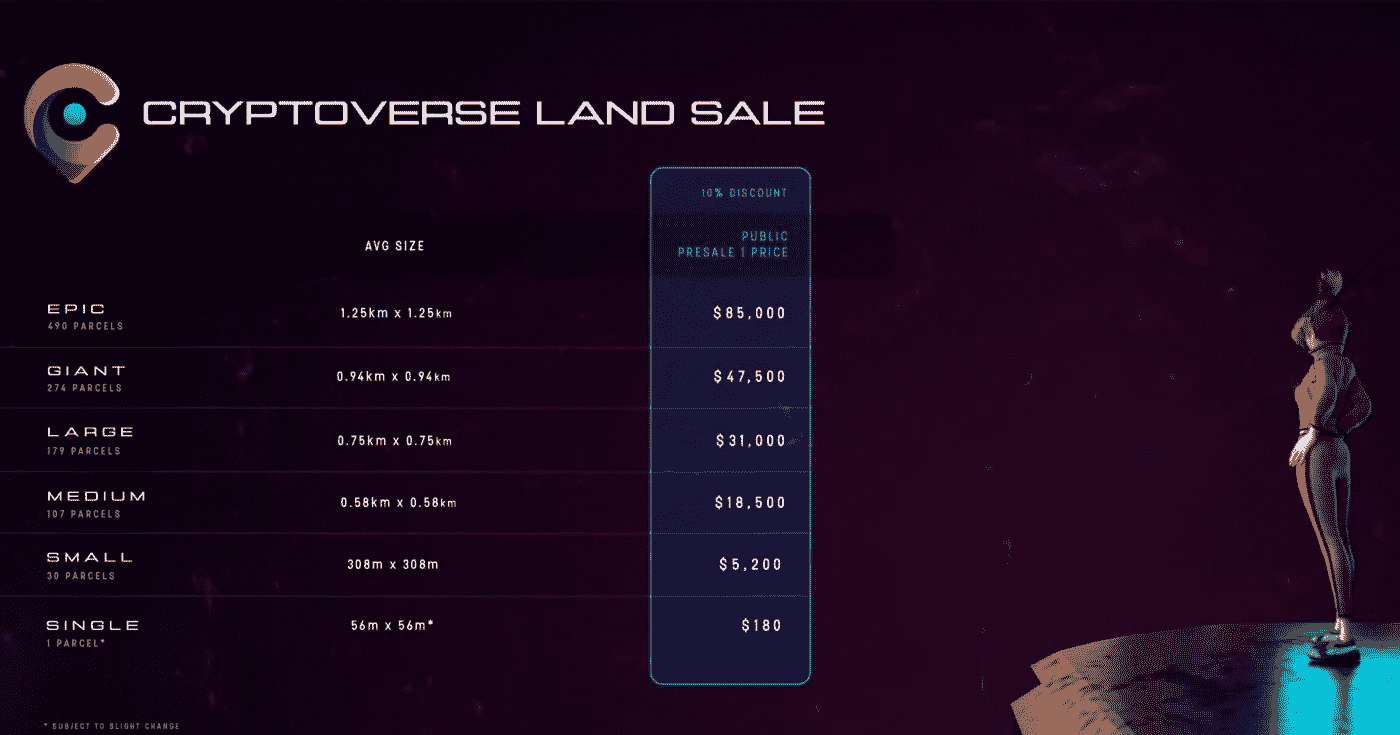 CRYPTOVERSE LAND SALE
10% DISCOUNT
AVG SIZE
PUBLIC
PRESALE 1 PRICE
EPIC
490 PARCELS
1.25km x 1.25km
$85,000
GIANT
274 PARCELS
0.94km x 0.94km
$47,500
LARGE
179 PARCELS
0.75km x 0.75km
$31,000
MEDIUM
107 PARCELS
0.58km x 0.58km
$18,500
SMALL
30 PARCELS
308m x 308m
$5,200
SINGLE
1 PARCEL*
56m x 56m*
$180
* SUBJECT TO SLIGHT CHANGE